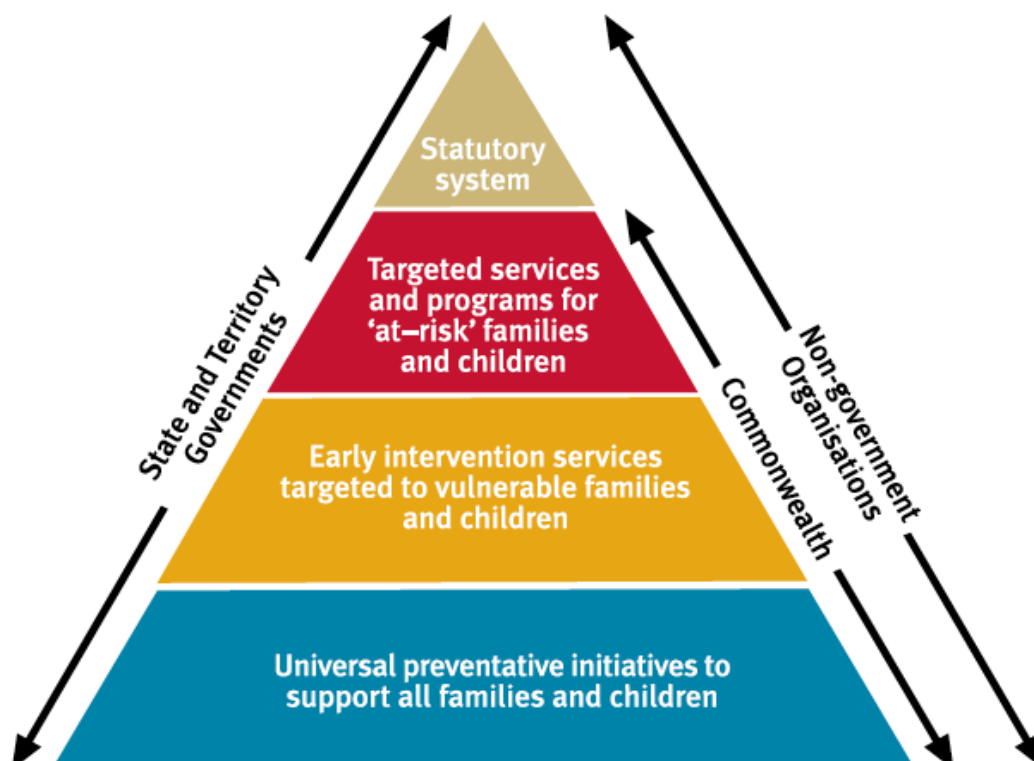 Statutory
system
Targeted services
and programs for
‘at–risk’ families
and children
Early intervention services
targeted to vulnerable families
and children
Universal preventative initiatives to
support all families and children
State and Territory
Governments
Commonwealth
Non-government
Organisations